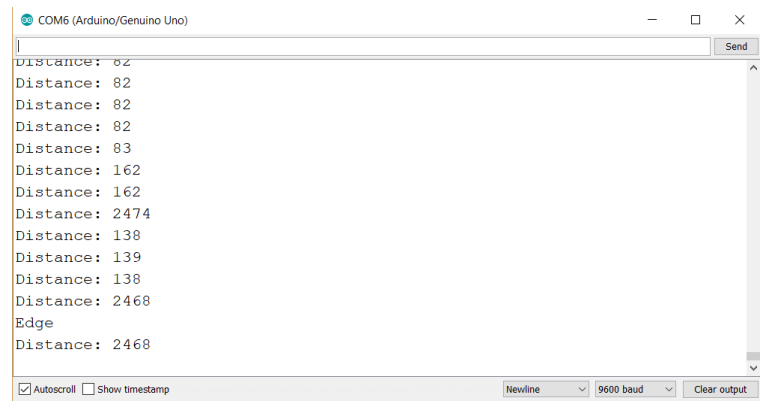 COM6 (Arduino/Genuino Uno)
Send
Distance: 82
Distance: 82
Distance: 82
Distance: 82
Distance: 83
Distance: 162
Distance: 162
Distance: 2474
Distance: 138
Distance: 139
Distance: 138
Distance: 2468
Edge
Distance: 2468
Autoscroll Show timestamp Newline 9600 baud Clear output